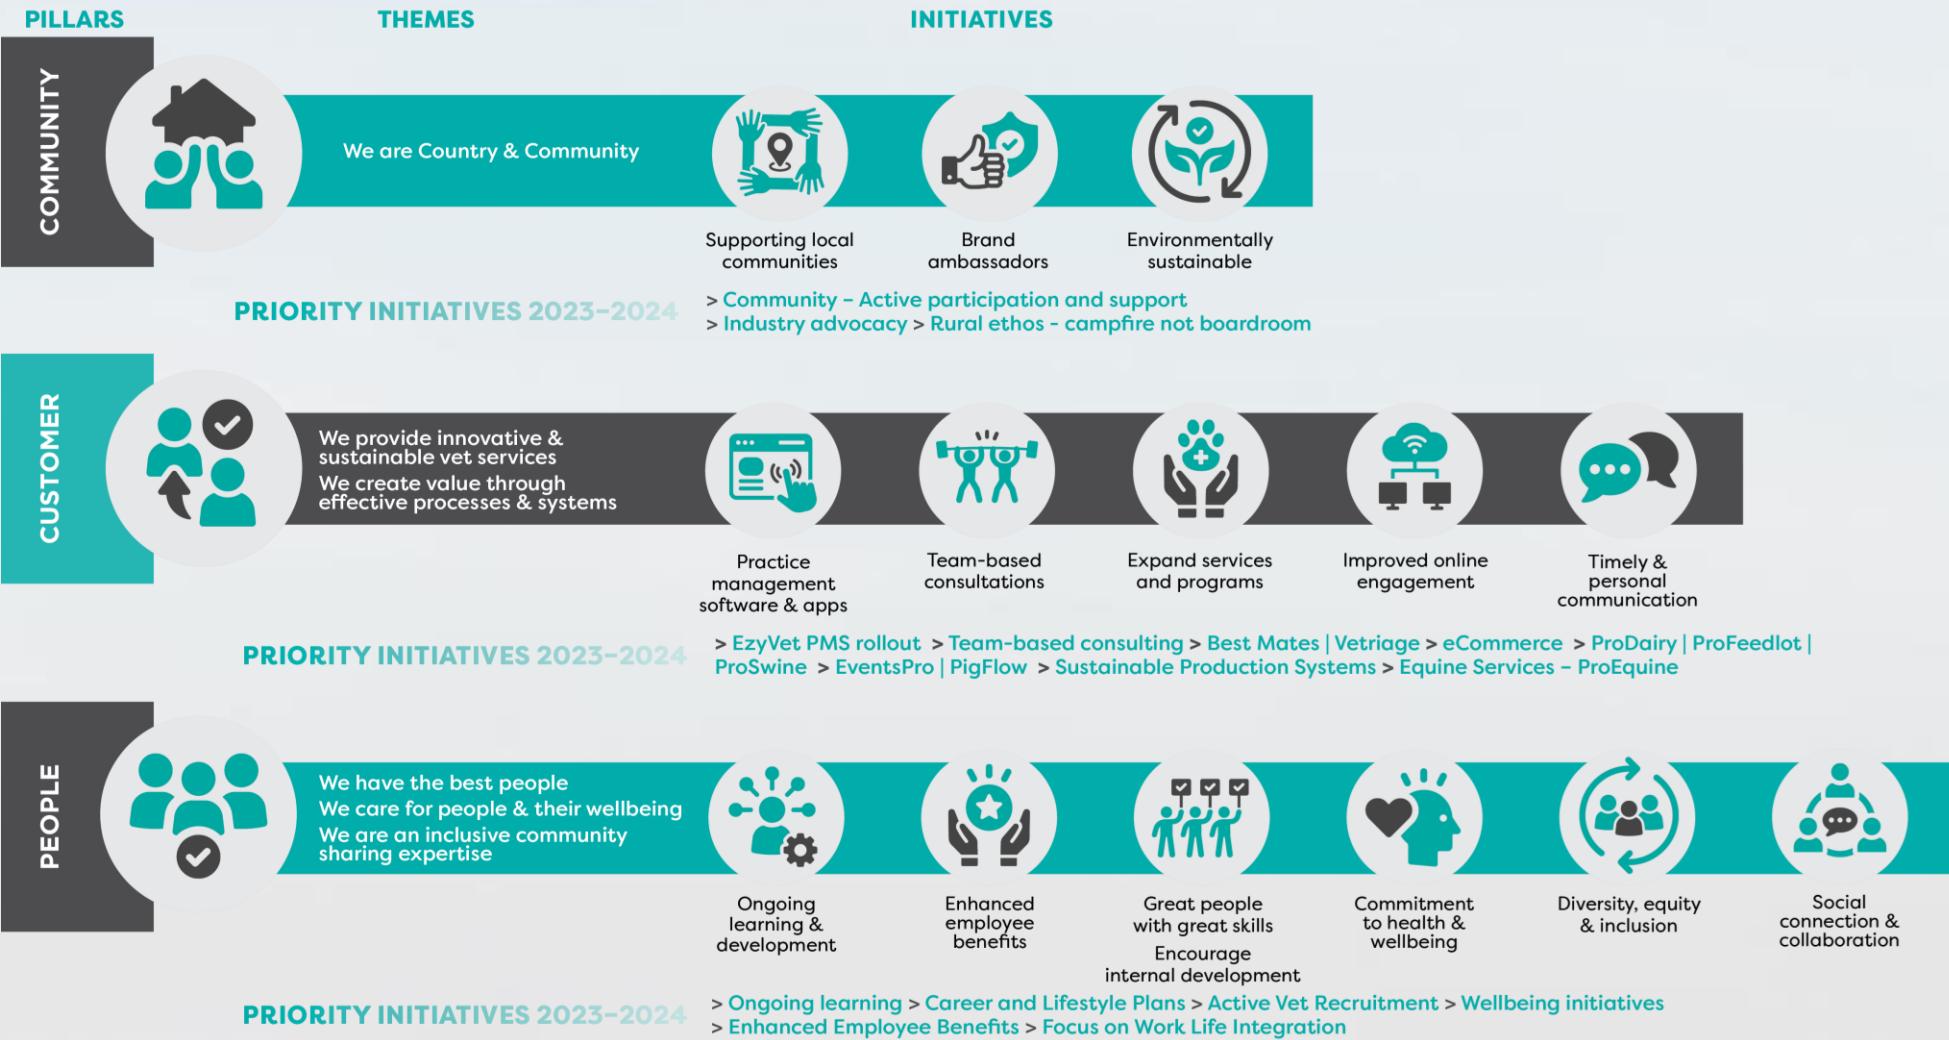 PILLARS
THEMES
INITIATIVES
COMMUNITY
We are Country & Community
Supporting local
communities
Brand
ambassadors
Environmentally
sustainable
PRIORITY INITIATIVES 2023–2024
> Community – Active participation and support
> Industry advocacy > Rural ethos - campfire not boardroom
CUSTOMER
We provide innovative &
sustainable vet services
We create value through
effective processes & systems
Practice
management
software & apps
Team-based
consultations
Expand services
and programs
Improved online
engagement
Timely &
personal
communication
PRIORITY INITIATIVES 2023–2024
> EzyVet PMS rollout > Team-based consulting > Best Mates | Vetriage > eCommerce > ProDairy | ProFeedlot |
ProSwine > EventsPro | PigFlow > Sustainable Production Systems > Equine Services – ProEquine
PEOPLE
We have the best people
We care for people & their wellbeing
We are an inclusive community
sharing expertise
Ongoing
learning &
development
Enhanced
employee
benefits
Great people
with great skills
Encourage
internal development
Commitment
to health &
wellbeing
Diversity, equity
& inclusion
Social
connection &
collaboration
PRIORITY INITIATIVES 2023–2024
> Ongoing learning > Career and Lifestyle Plans > Active Vet Recruitment > Wellbeing initiatives
> Enhanced Employee Benefits > Focus on Work Life Integration